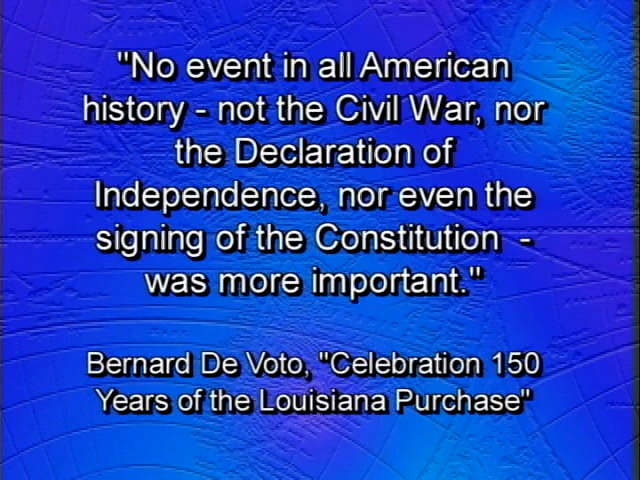 "No event in all American
history - not the Civil War, nor
the Declaration of
Independence, nor even the
signing of the Constitution -
was more important."
Bernard De Voto, "Celebration 150
Years of the Louisiana Purchase"